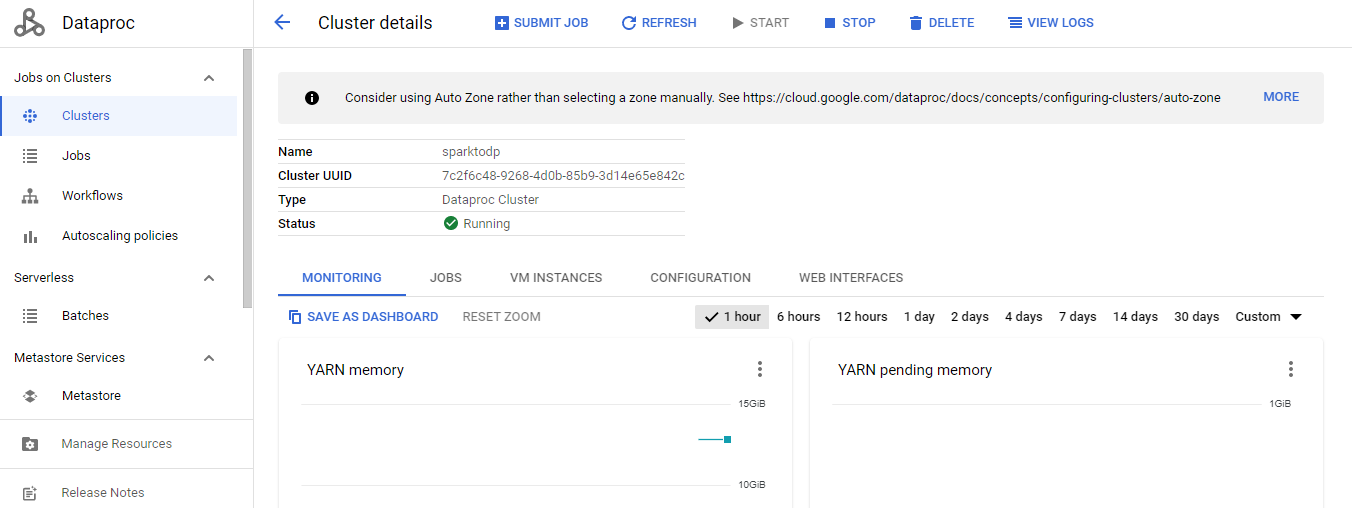 Dataproc
Jobs on Clusters
Clusters
Jobs
Workflows
Autoscaling policies
Serverless
Batches
Metastore Services
Metastore
Manage Resources
Release Notes
Cluster details
SUBMIT JOB
REFRESH
START
STOP
DELETE
VIEW LOGS
Consider using Auto Zone rather than selecting a zone manually. See https://cloud.google.com/dataproc/docs/concepts/configuring-clusters/auto-zone
MORE
Name sparktodp
Cluster UUID 7c2f6c48-9268-4d0b-85b9-3d14e65e842c
Type Dataproc Cluster
Status Running
MONITORING
JOBS
VM INSTANCES
CONFIGURATION
WEB INTERFACES
SAVE AS DASHBOARD
RESET ZOOM
1 hour
6 hours
12 hours
1 day
2 days
4 days
7 days
14 days
30 days
Custom
YARN memory
15GiB
10GiB
YARN pending memory
1GiB